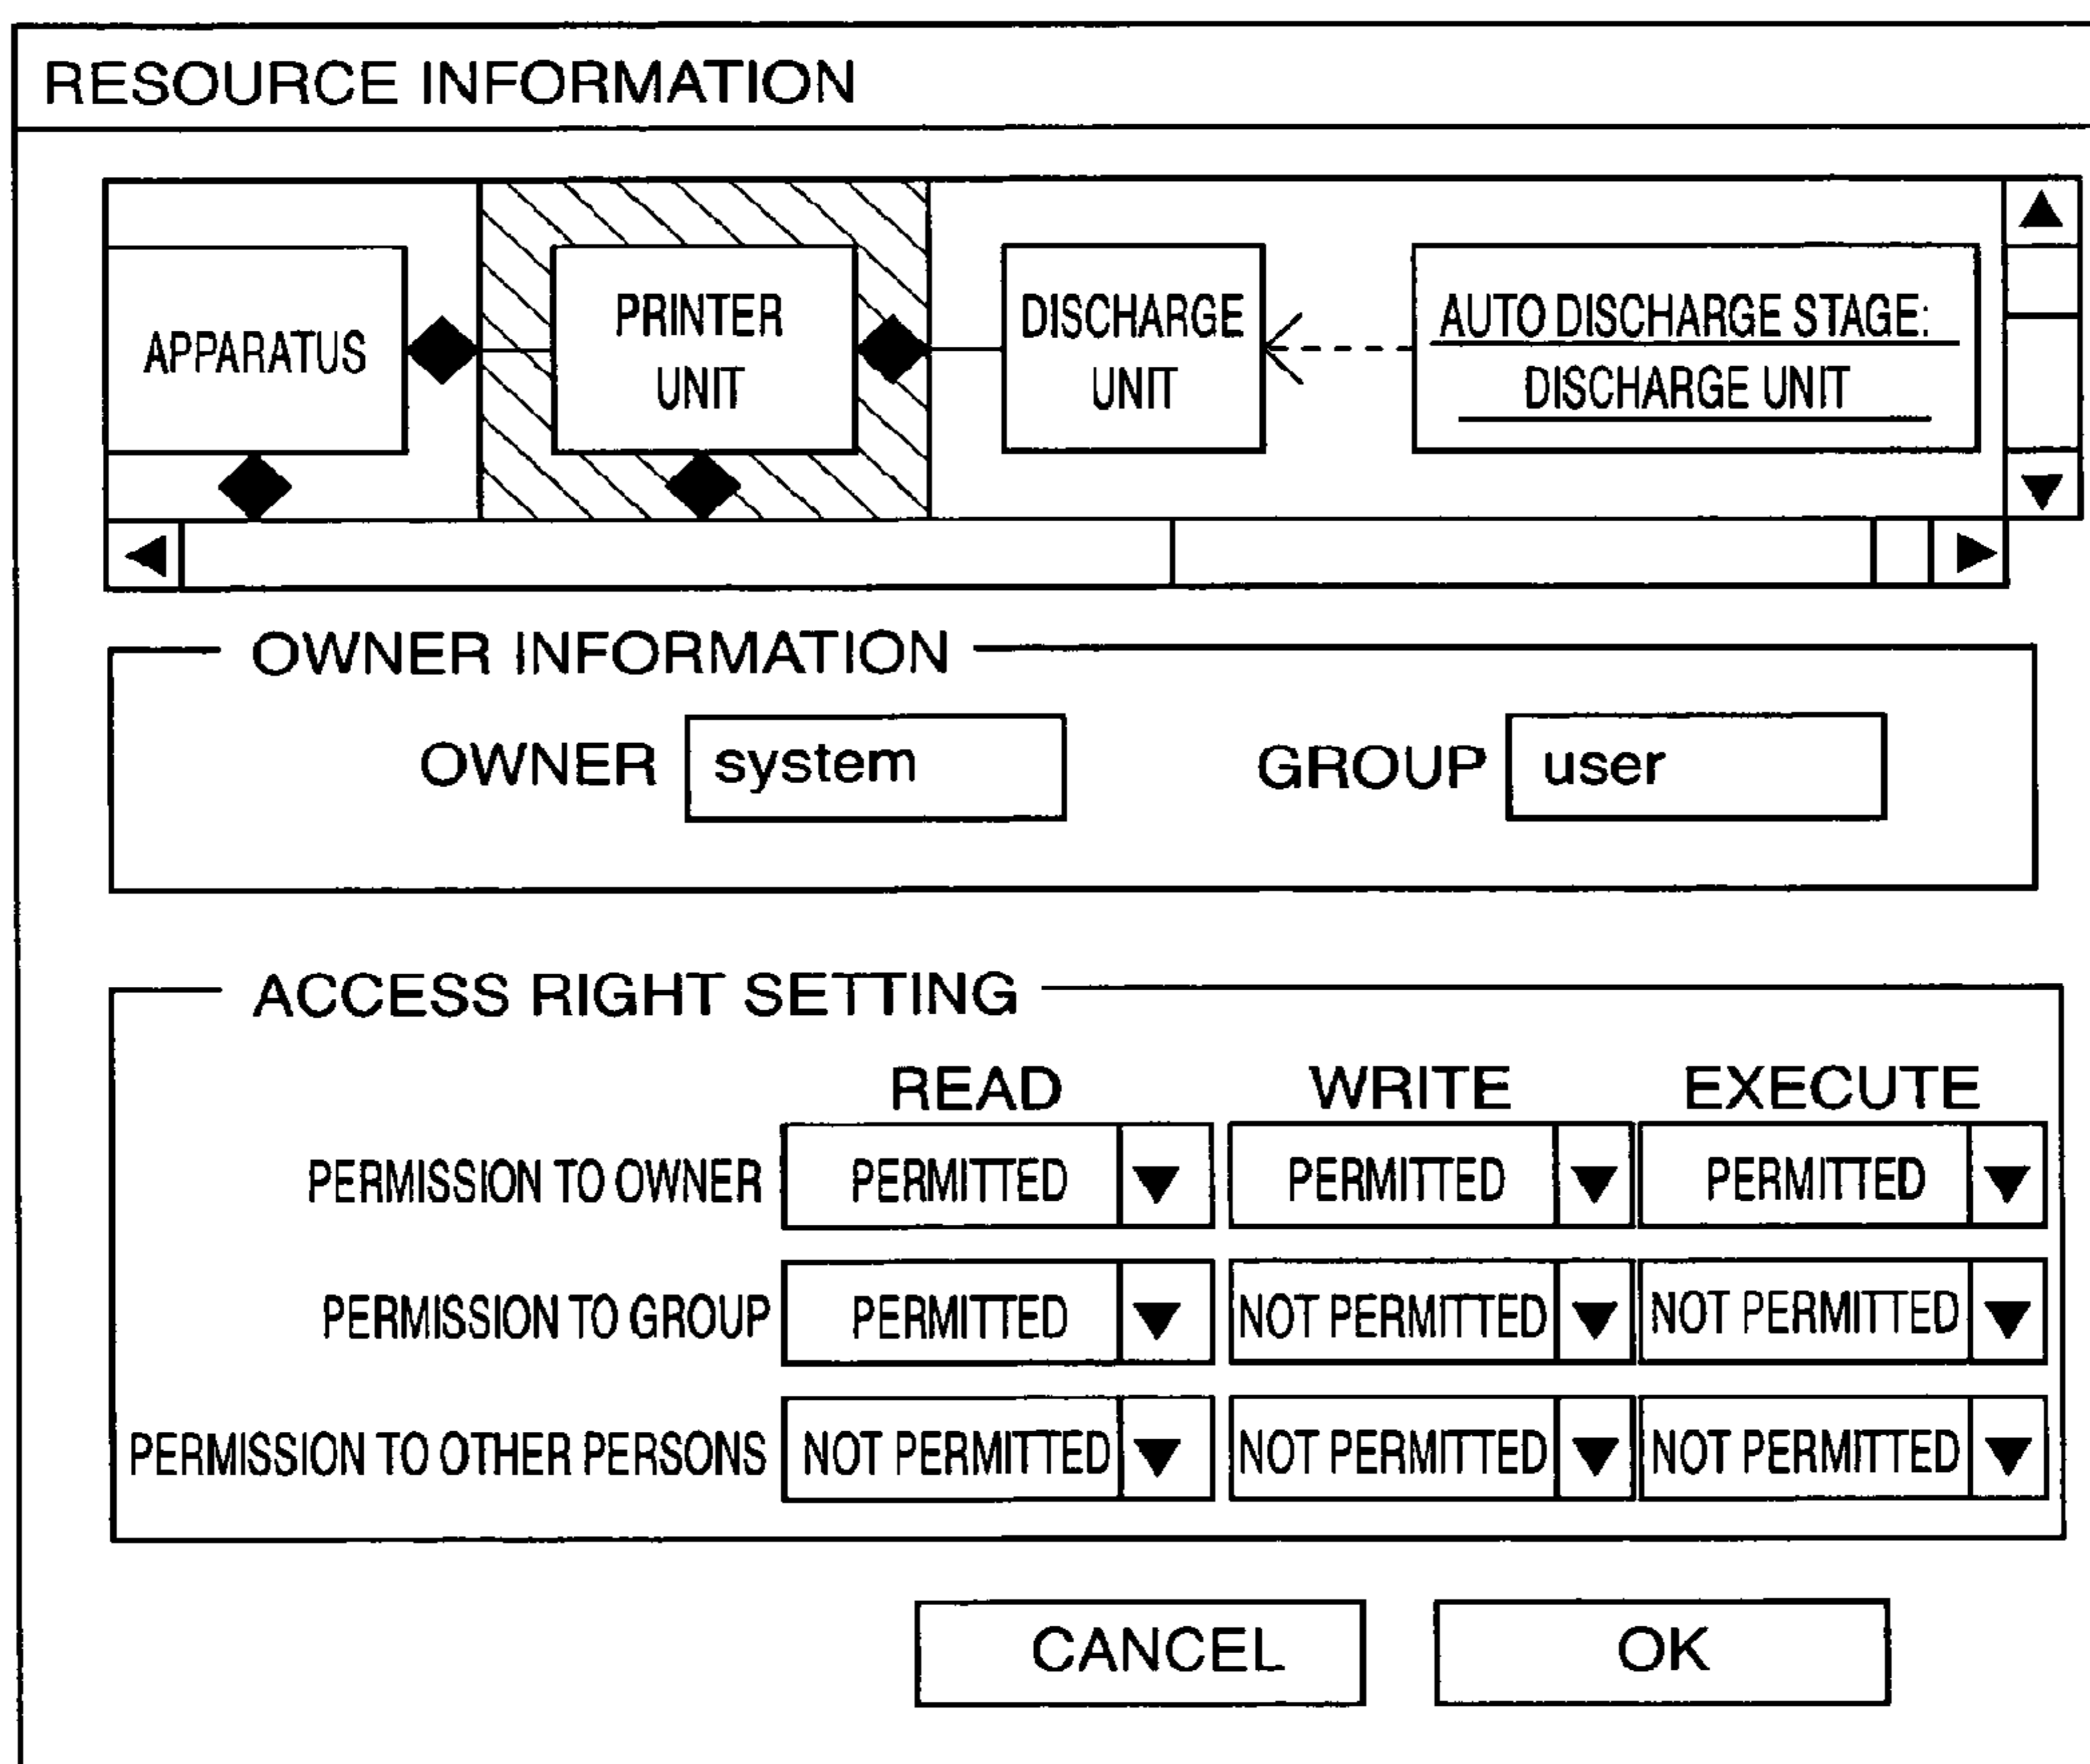 RESOURCE INFORMATION
APPARATUS
PRINTER
UNIT
DISCHARGE
UNIT
AUTO DISCHARGE STAGE:
DISCHARGE UNIT
OWNER INFORMATION
OWNER system GROUP user
ACCESS RIGHT SETTING
READ WRITE EXECUTE
PERMISSION TO OWNER PERMITTED PERMITTED PERMITTED
PERMISSION TO GROUP PERMITTED NOT PERMITTED NOT PERMITTED
PERMISSION TO OTHER PERSONS NOT PERMITTED NOT PERMITTED NOT PERMITTED
CANCEL OK